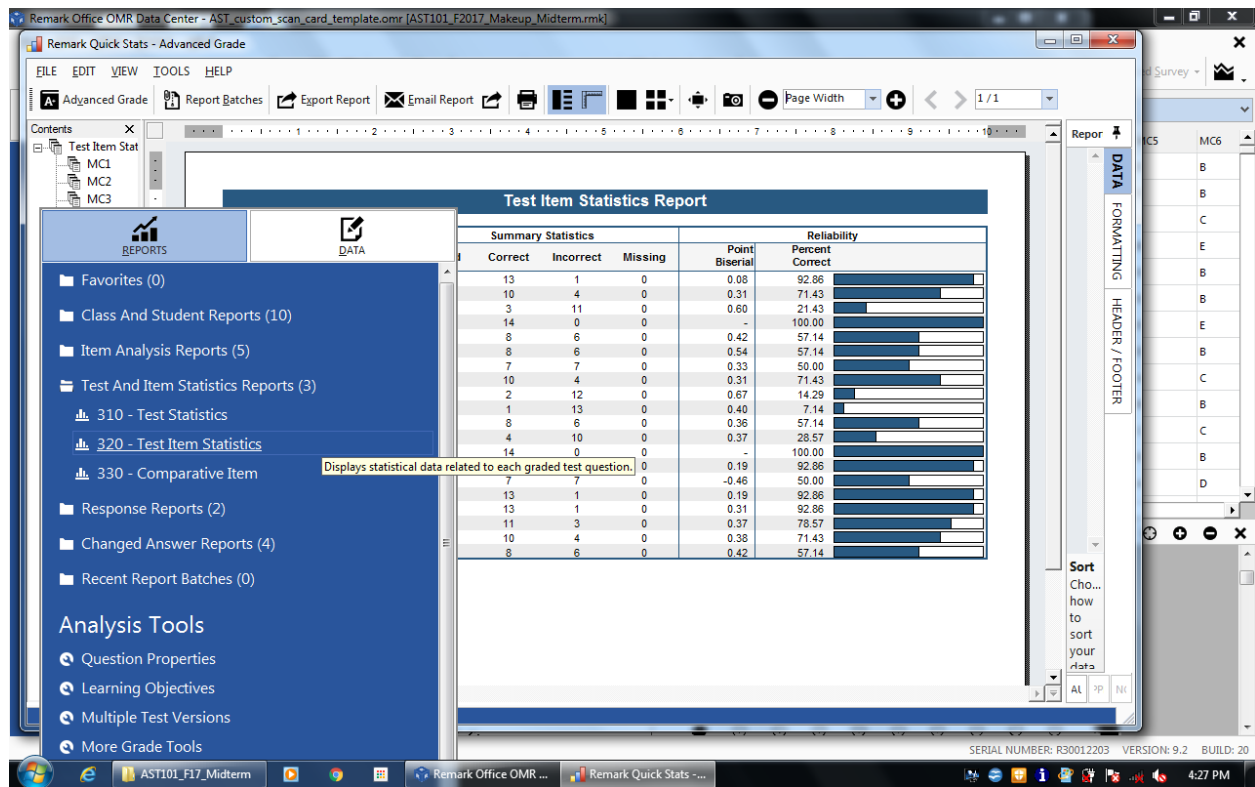 Remark Office OMR Data Center - AST_custom_scan_card_template.omr [AST101_F2017_Makeup_Midterm.rmk]
Remark Quick Stats - Advanced Grade
FILE EDIT VIEW TOOLS HELP
Advanced Grade Report Batches Export Report Email Report Page Width 1 / 1
Survey
Contents
Test Item Stat
MC1
MC2
MC3
1 2 3 4 5 6 7 8 9 10
Repor
DATA
FORMATTING
HEADER / FOOTER
MC6
B
B
C
E
B
B
E
B
C
B
C
B
D
Test Item Statistics Report
Summary Statistics Reliability
Correct Incorrect Missing Point Biserial Percent Correct
13 1 0 0.08 92.86
10 4 0 0.31 71.43
3 11 0 0.60 21.43
14 0 0 - 100.00
8 6 0 0.42 57.14
8 6 0 0.54 57.14
7 7 0 0.33 50.00
10 4 0 0.31 71.43
2 12 0 0.67 14.29
1 13 0 0.40 7.14
8 6 0 0.36 57.14
4 10 0 0.37 28.57
14 0 0 - 100.00
0 0.19 92.86
7 7 0 -0.46 50.00
13 1 0 0.19 92.86
13 1 0 0.31 92.86
11 3 0 0.37 78.57
10 4 0 0.38 71.43
8 6 0 0.42 57.14
REPORTS DATA
Favorites (0)
Class And Student Reports (10)
Item Analysis Reports (5)
Test And Item Statistics Reports (3)
310 - Test Statistics
320 - Test Item Statistics
330 - Comparative Item
Displays statistical data related to each graded test question.
Response Reports (2)
Changed Answer Reports (4)
Recent Report Batches (0)
Analysis Tools
Question Properties
Learning Objectives
Multiple Test Versions
More Grade Tools
Sort
Cho...
how
to
sort
your
data
SERIAL NUMBER: R30012203 VERSION: 9.2 BUILD: 20
AST101_F17_Midterm
Remark Office OMR ...
Remark Quick Stats -...
4:27 PM